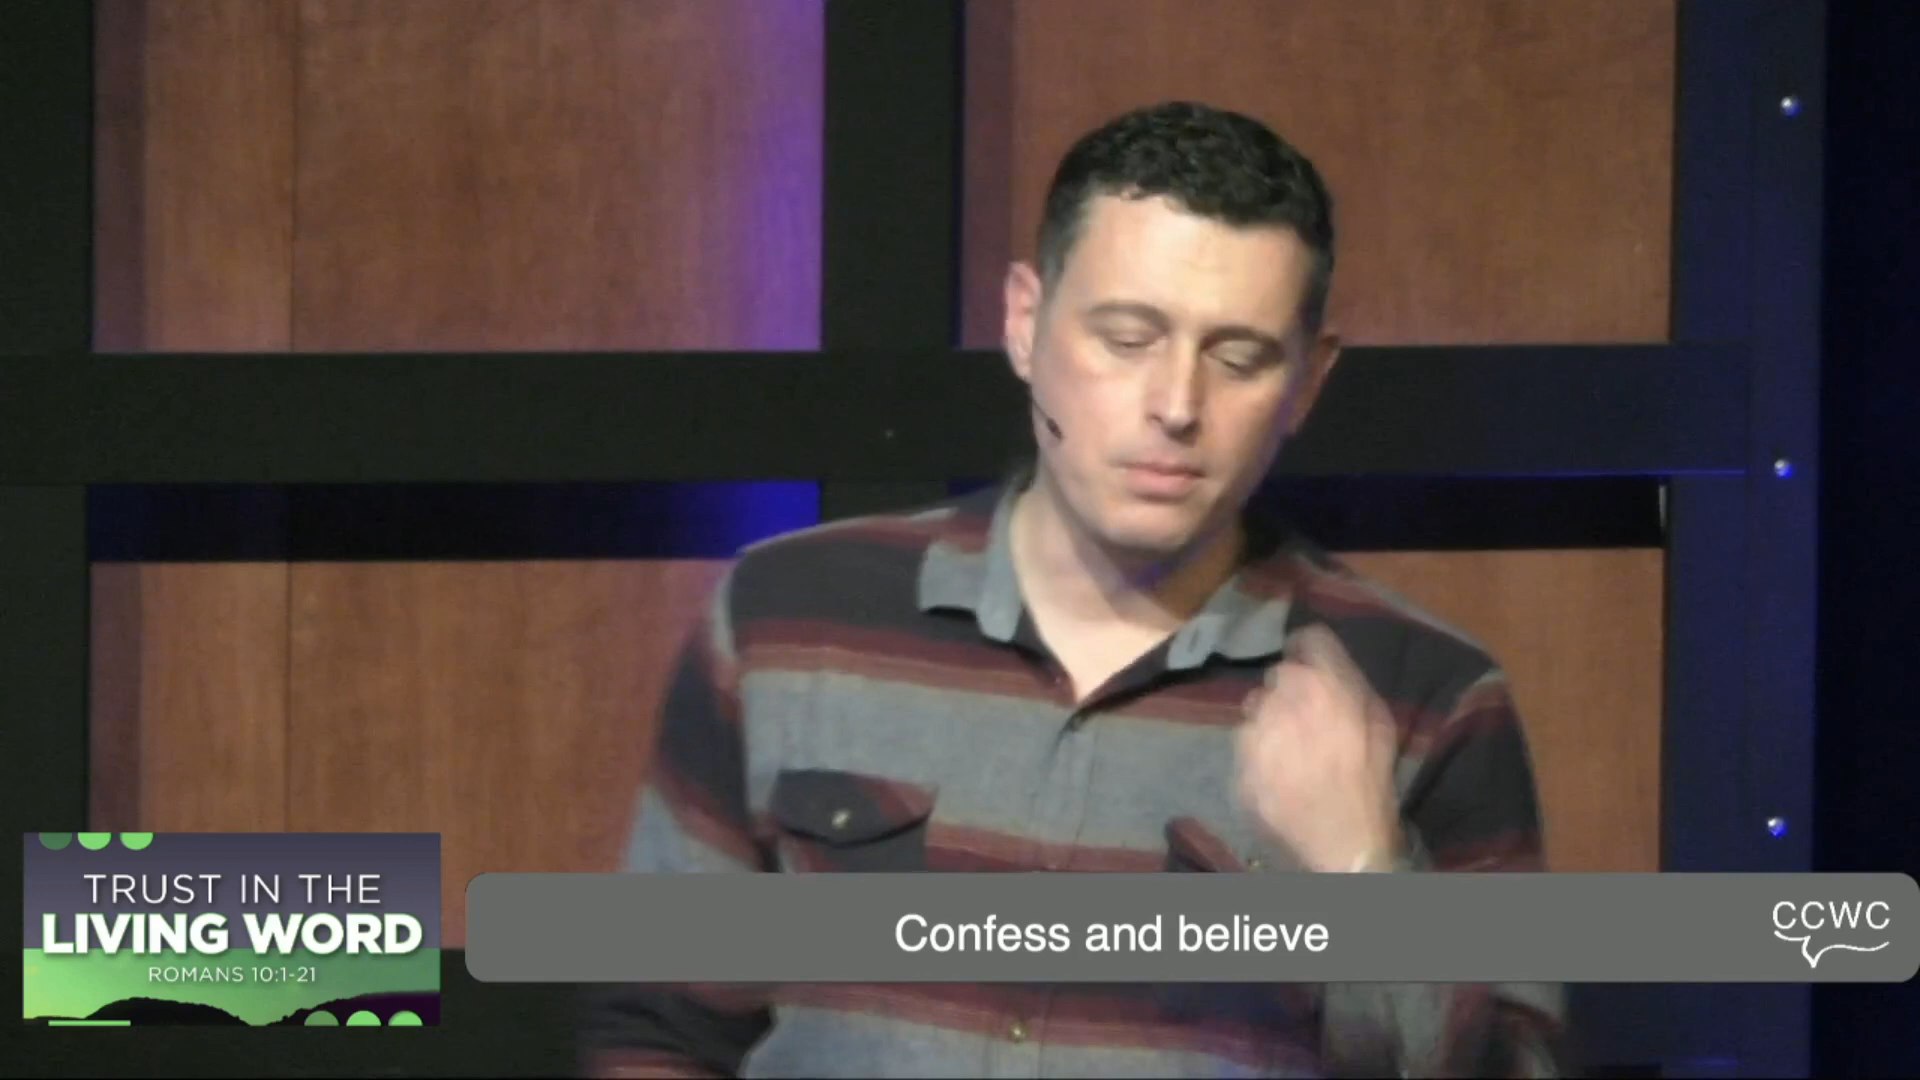 TRUST IN THE
LIVING WORD
ROMANS 10:1-21
Confess and believe
CCWC